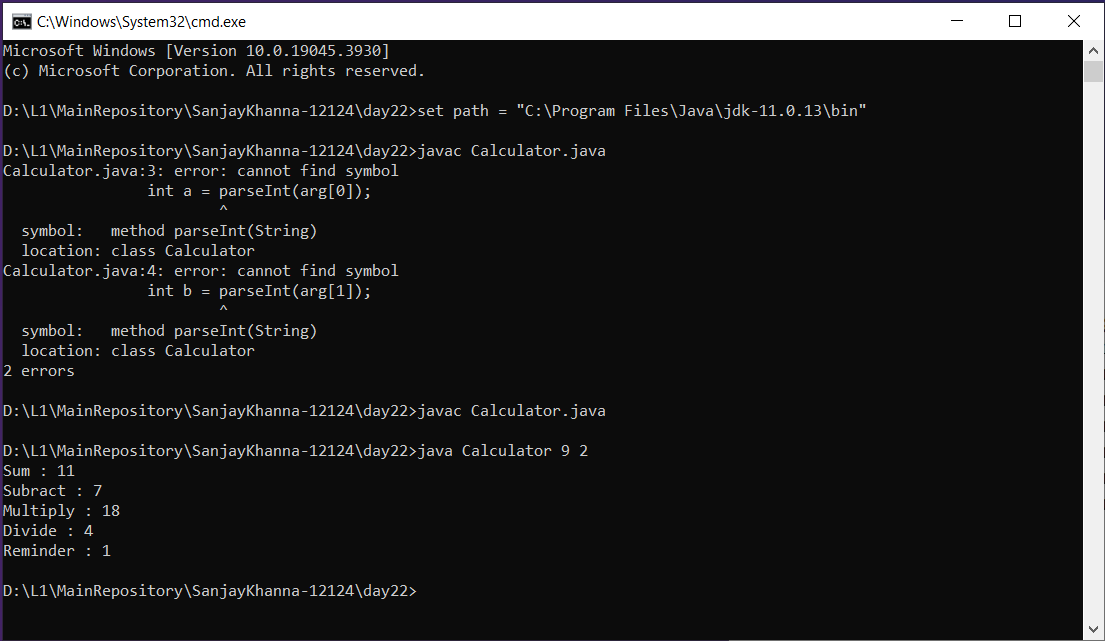 C:\Windows\System32\cmd.exe
Microsoft Windows [Version 10.0.19045.3930]
(c) Microsoft Corporation. All rights reserved.
D:\L1\MainRepository\SanjayKhanna-12124\day22>set path = "C:\Program Files\Java\jdk-11.0.13\bin"
D:\L1\MainRepository\SanjayKhanna-12124\day22>javac Calculator.java
Calculator.java:3: error: cannot find symbol
                int a = parseInt(arg[0]);
                        ^
  symbol:   method parseInt(String)
  location: class Calculator
Calculator.java:4: error: cannot find symbol
                int b = parseInt(arg[1]);
                        ^
  symbol:   method parseInt(String)
  location: class Calculator
2 errors
D:\L1\MainRepository\SanjayKhanna-12124\day22>javac Calculator.java
D:\L1\MainRepository\SanjayKhanna-12124\day22>java Calculator 9 2
Sum : 11
Subract : 7
Multiply : 18
Divide : 4
Reminder : 1
D:\L1\MainRepository\SanjayKhanna-12124\day22>